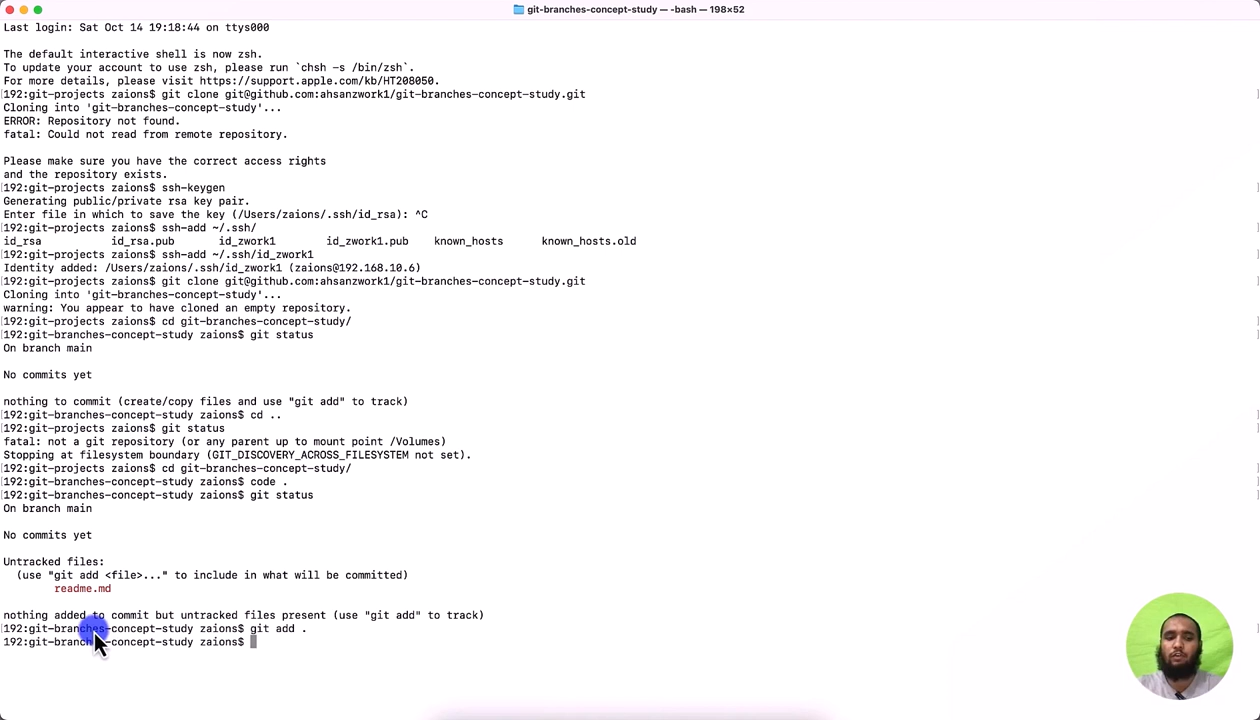 git-branches-concept-study — -bash — 198×52
Last login: Sat Oct 14 19:18:44 on ttys000
The default interactive shell is now zsh.
To update your account to use zsh, please run `chsh -s /bin/zsh`.
For more details, please visit https://support.apple.com/kb/HT208050.
[192:git-projects zaions$ git clone git@github.com:ahsanzwork1/git-branches-concept-study.git ]
Cloning into 'git-branches-concept-study'...
ERROR: Repository not found.
fatal: Could not read from remote repository.
Please make sure you have the correct access rights
and the repository exists.
[192:git-projects zaions$ ssh-keygen ]
Generating public/private rsa key pair.
Enter file in which to save the key (/Users/zaions/.ssh/id_rsa): ^C
[192:git-projects zaions$ ssh-add ~/.ssh/
id_rsa id_rsa.pub id_zwork1 id_zwork1.pub known_hosts known_hosts.old
[192:git-projects zaions$ ssh-add ~/.ssh/id_zwork1 ]
Identity added: /Users/zaions/.ssh/id_zwork1 (zaions@192.168.10.6)
[192:git-projects zaions$ git clone git@github.com:ahsanzwork1/git-branches-concept-study.git ]
Cloning into 'git-branches-concept-study'...
warning: You appear to have cloned an empty repository.
[192:git-projects zaions$ cd git-branches-concept-study/ ]
[192:git-branches-concept-study zaions$ git status ]
On branch main
No commits yet
nothing to commit (create/copy files and use "git add" to track)
[192:git-branches-concept-study zaions$ cd .. ]
[192:git-projects zaions$ git status ]
fatal: not a git repository (or any parent up to mount point /Volumes)
Stopping at filesystem boundary (GIT_DISCOVERY_ACROSS_FILESYSTEM not set).
[192:git-projects zaions$ cd git-branches-concept-study/ ]
[192:git-branches-concept-study zaions$ code . ]
[192:git-branches-concept-study zaions$ git status ]
On branch main
No commits yet
Untracked files:
(use "git add <file>..." to include in what will be committed)
readme.md
nothing added to commit but untracked files present (use "git add" to track)
[192:git-branches-concept-study zaions$ git add . ]
192:git-branches-concept-study zaions$